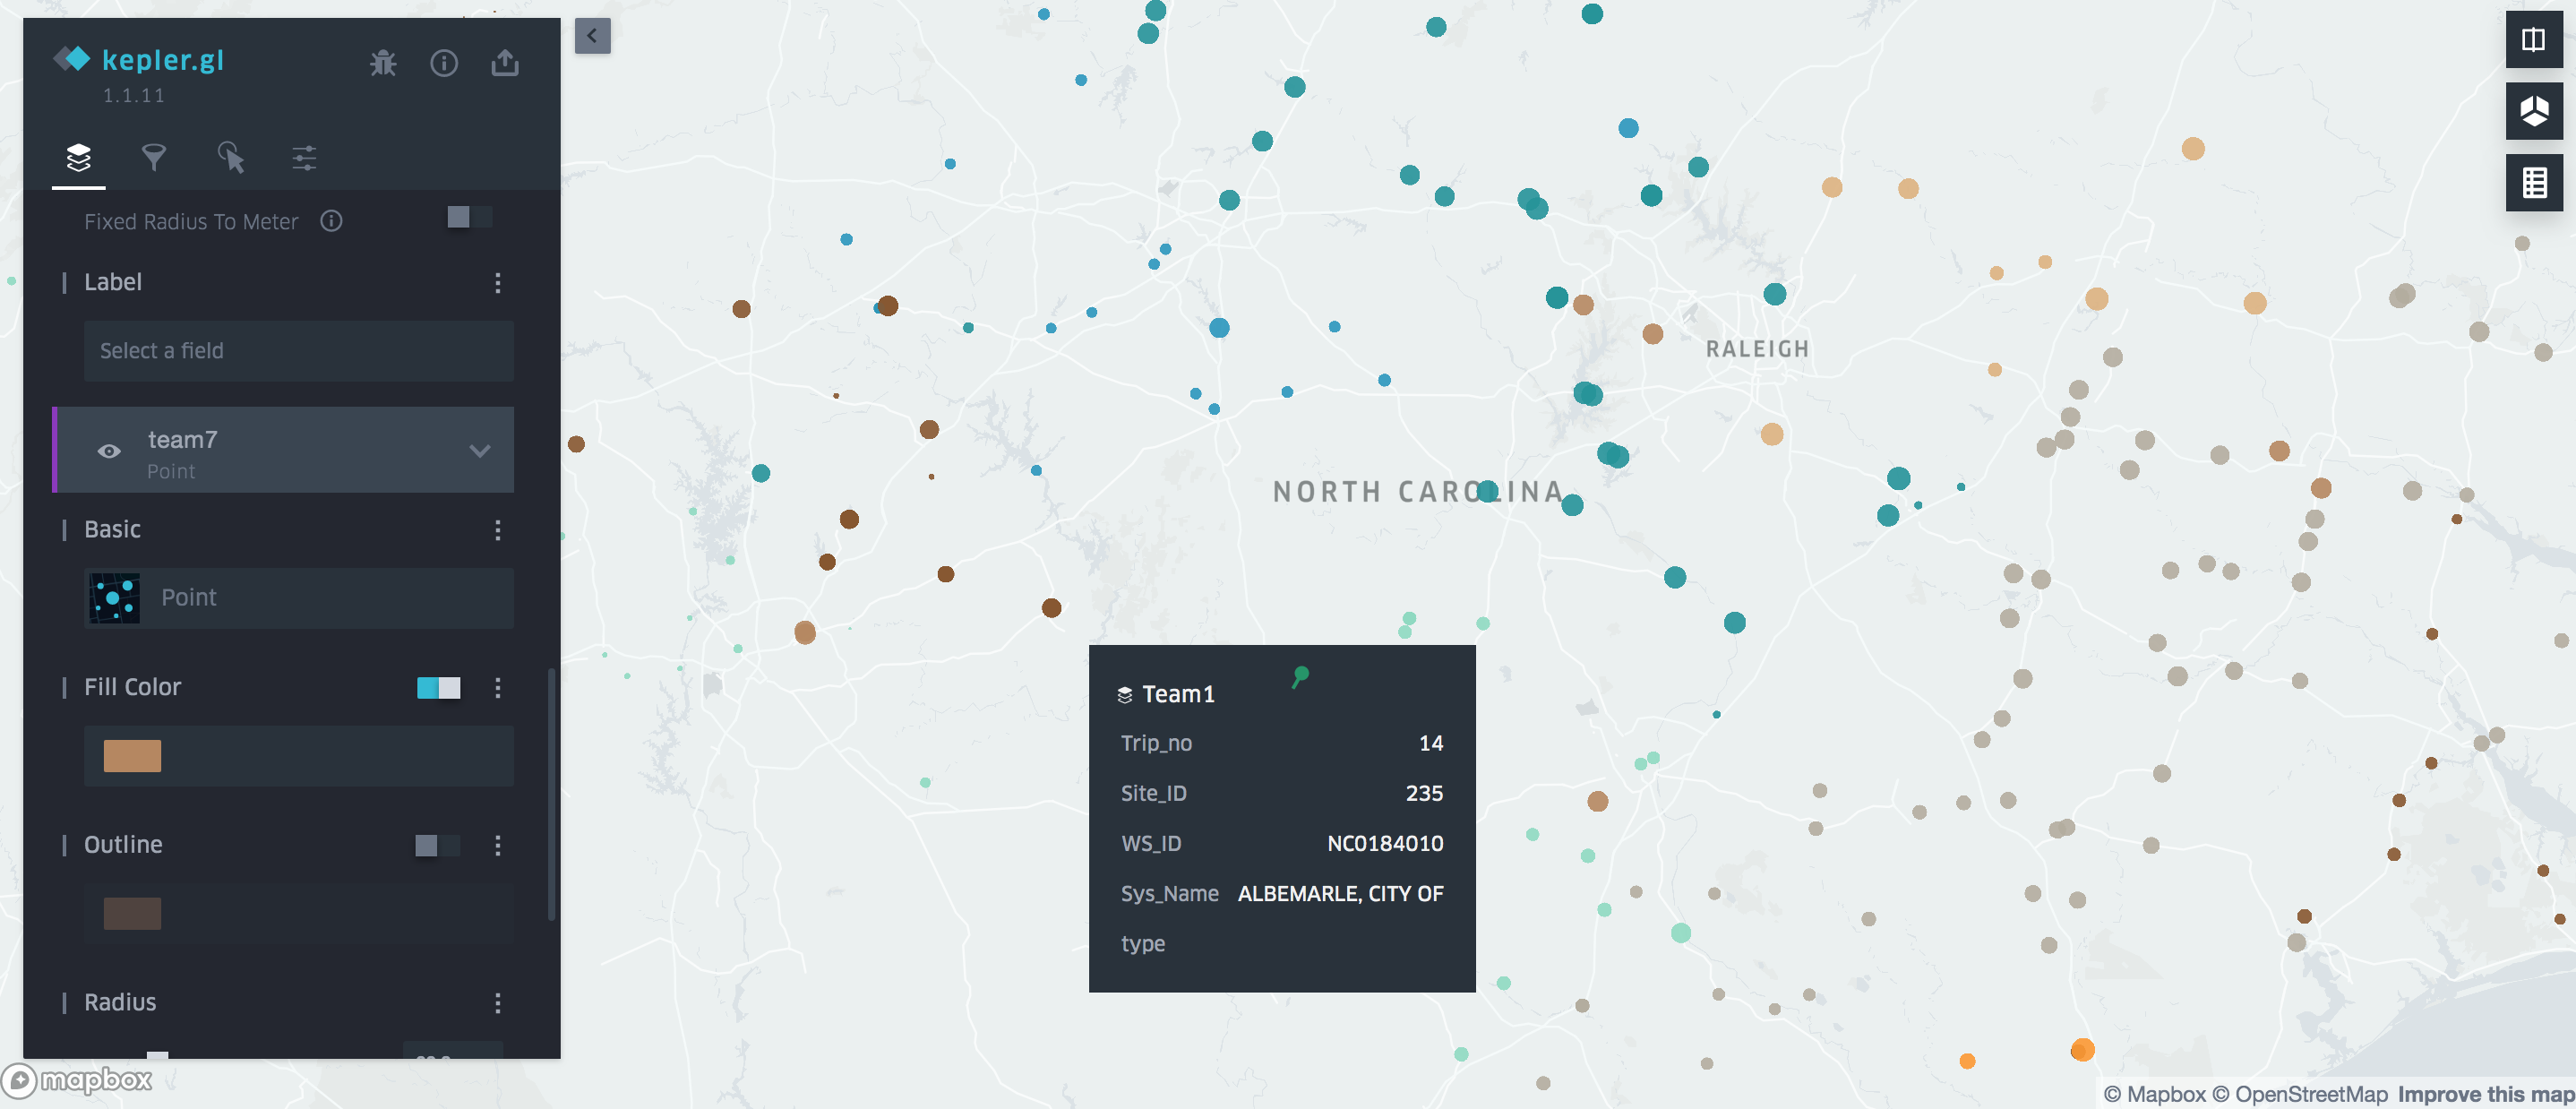 kepler.gl
1.1.11
Fixed Radius To Meter
Label
Select a field
team7
Point
Basic
Point
Fill Color
Outline
Radius
mapbox
RALEIGH
NORTH CAROLINA
Team1
Trip_no 14
Site_ID 235
WS_ID NC0184010
Sys_Name ALBEMARLE, CITY OF
type
© Mapbox © OpenStreetMap Improve this map